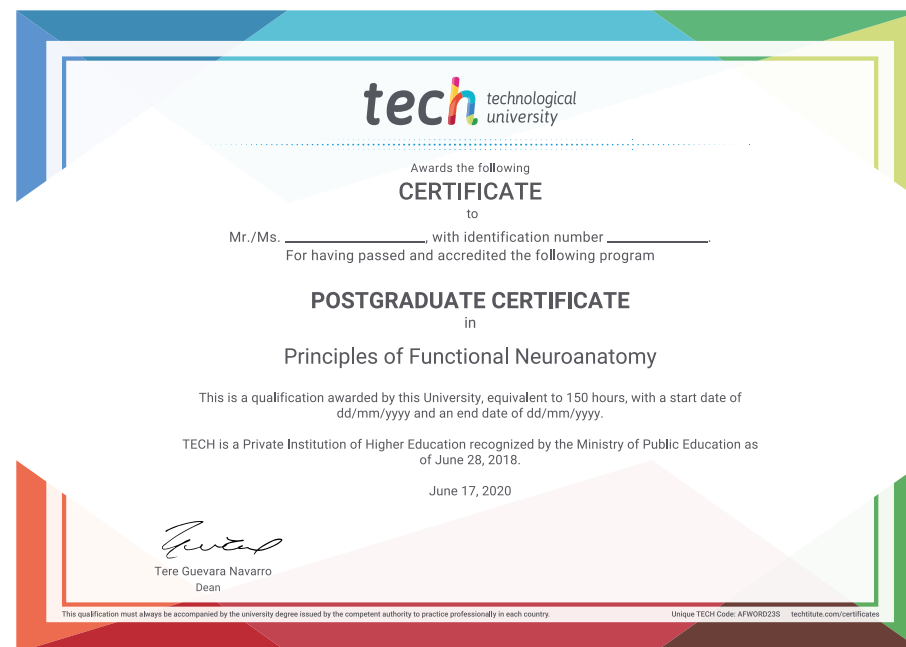 tech technological
university
Awards the following
CERTIFICATE
to
Mr./Ms. ____________________, with identification number _______________.
For having passed and accredited the following program
POSTGRADUATE CERTIFICATE
in
Principles of Functional Neuroanatomy
This is a qualification awarded by this University, equivalent to 150 hours, with a start date of
dd/mm/yyyy and an end date of dd/mm/yyyy.
TECH is a Private Institution of Higher Education recognized by the Ministry of Public Education as
of June 28, 2018.
June 17, 2020
Tere Guevara Navarro
Dean
This qualification must always be accompanied by the university degree issued by the competent authority to practice professionally in each country. Unique TECH Code: AFWORD23S techtitute.com/certificates